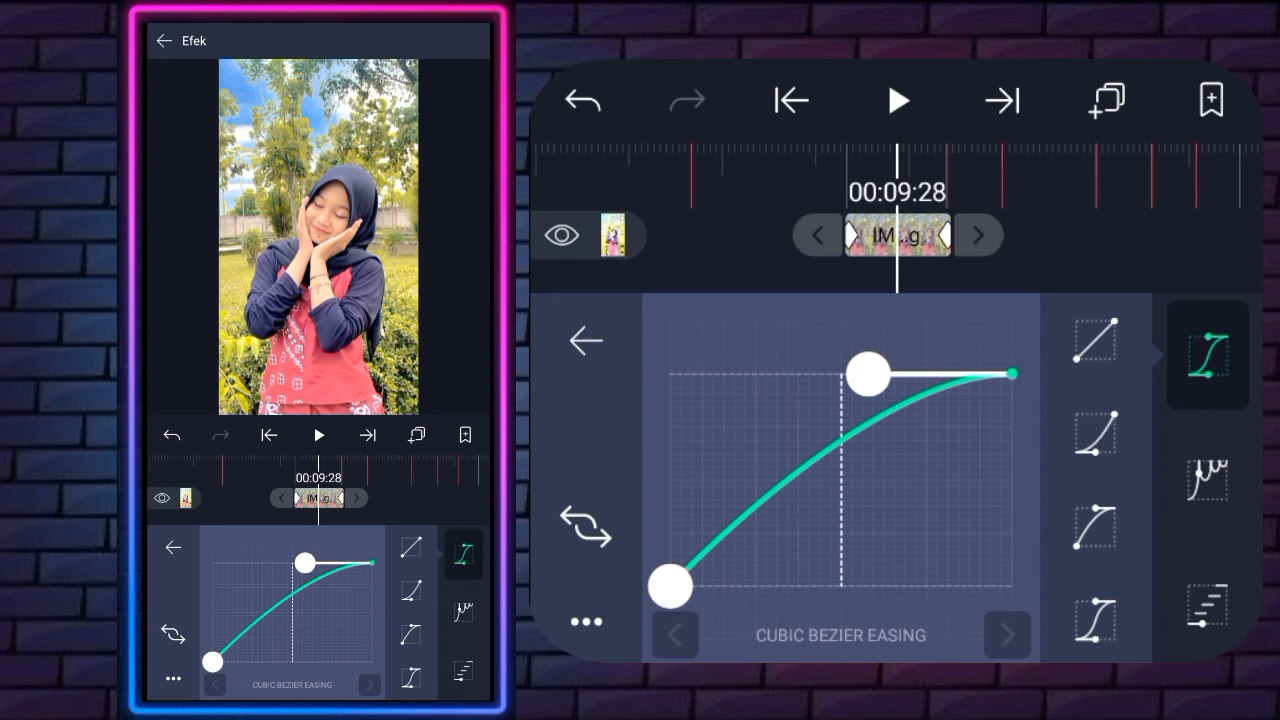 Efek
00:09:28
IM...g
CUBIC BEZIER EASING
00:09:28
IM...g
CUBIC BEZIER EASING